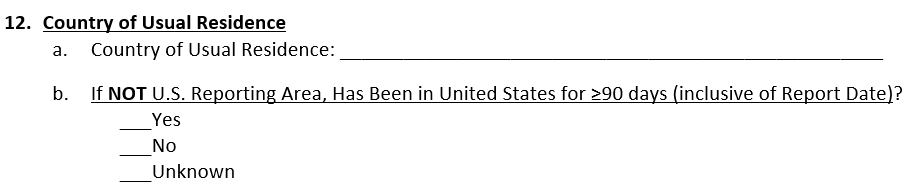 12. Country of Usual Residence
a. Country of Usual Residence: ____________________
b. If NOT U.S. Reporting Area, Has Been in United States for ≥90 days (inclusive of Report Date)?
___Yes
___No
___Unknown